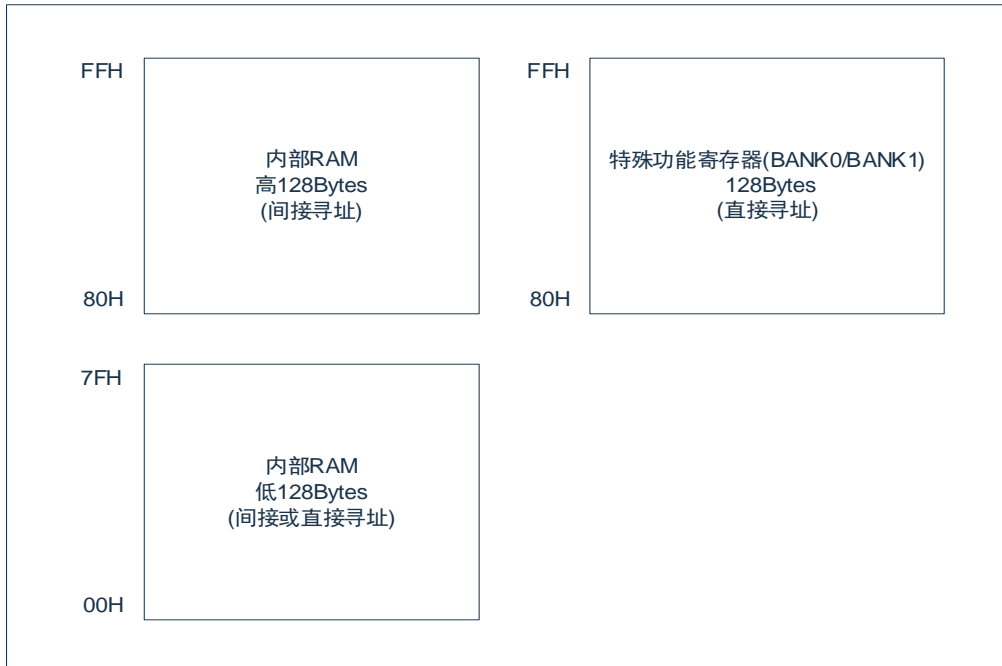 FFH
内部RAM
高128Bytes
(间接寻址)
80H
FFH
特殊功能寄存器(BANK0/BANK1)
128Bytes
(直接寻址)
80H
7FH
内部RAM
低128Bytes
(间接或直接寻址)
00H